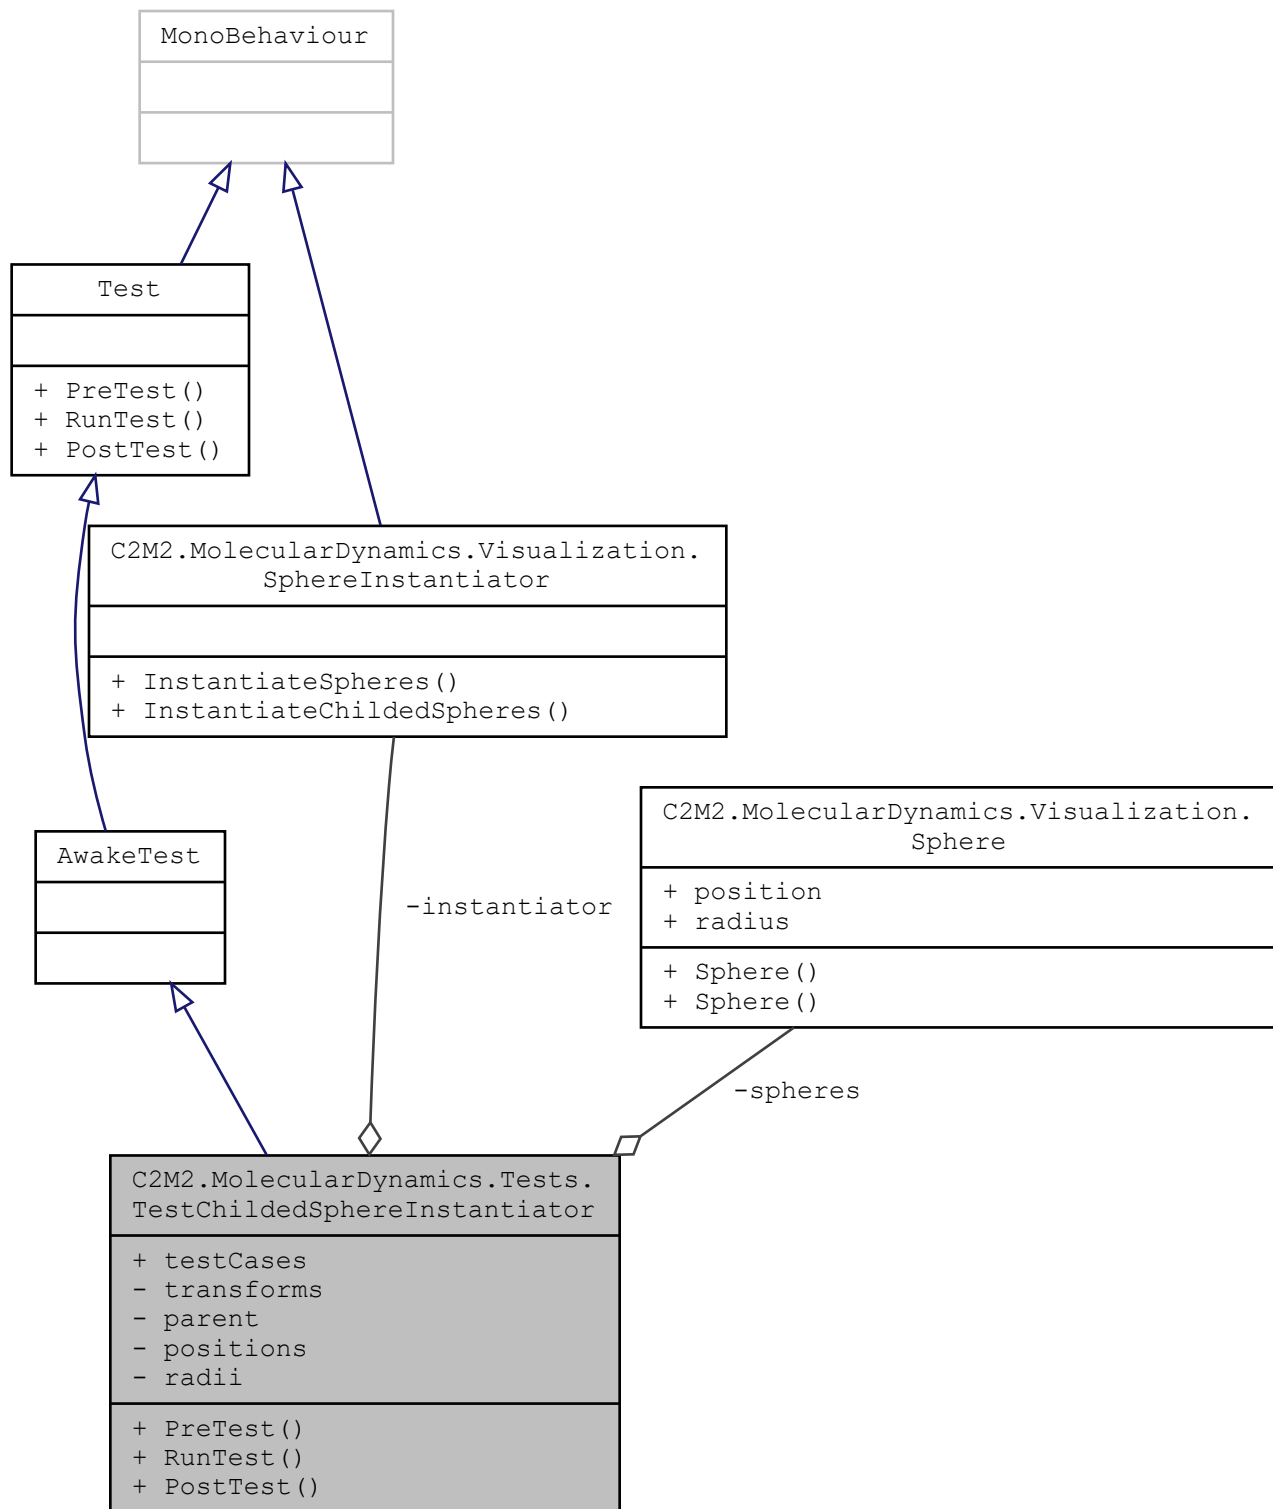 MonoBehaviour
Test
+ PreTest()
+ RunTest()
+ PostTest()
C2M2.MolecularDynamics.Visualization.
SphereInstantiator
+ InstantiateSpheres()
+ InstantiateChildedSpheres()
C2M2.MolecularDynamics.Visualization.
Sphere
+ position
+ radius
+ Sphere()
+ Sphere()
AwakeTest
-instantiator
-spheres
C2M2.MolecularDynamics.Tests.
TestChildedSphereInstantiator
+ testCases
- transforms
- parent
- positions
- radii
+ PreTest()
+ RunTest()
+ PostTest()